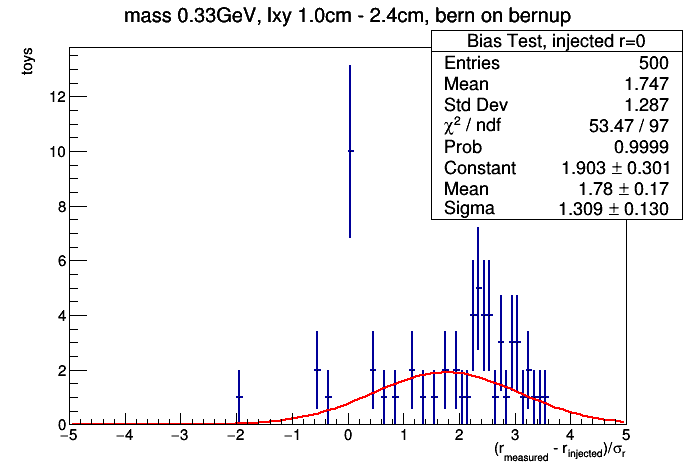 mass 0.33GeV, lxy 1.0cm - 2.4cm, bern on bernup
Bias Test, injected r=0
Entries 500
Mean 1.747
Std Dev 1.287
χ² / ndf 53.47 / 97
Prob 0.9999
Constant 1.903 ± 0.301
Mean 1.78 ± 0.17
Sigma 1.309 ± 0.130
toys
12
10
8
6
4
2
0
−5 −4 −3 −2 −1 0 1 2 3 4 5
(r_measured - r_injected)/σ_r